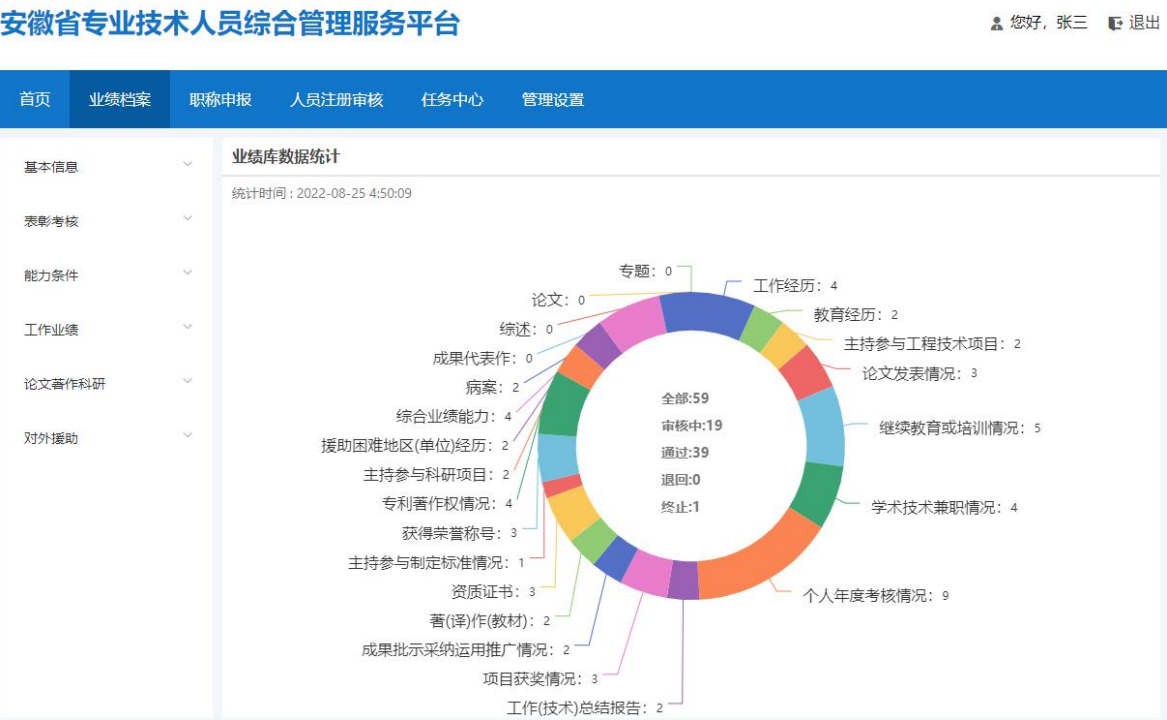 安徽省专业技术人员综合管理服务平台
您好，张三 退出
首页 业绩档案 职称申报 人员注册审核 任务中心 管理设置
基本信息
表彰考核
能力条件
工作业绩
论文著作科研
对外援助
业绩库数据统计
统计时间 : 2022-08-25 4:50:09
专题：0
论文：0
综述：0
成果代表作：0
病案：2
综合业绩能力：4
援助困难地区(单位)经历：2
主持参与科研项目：2
专利著作权情况：4
获得荣誉称号：3
主持参与制定标准情况：1
资质证书：3
著(译)作(教材)：2
成果批示采纳运用推广情况：2
项目获奖情况：3
工作(技术)总结报告：2
工作经历：4
教育经历：2
主持参与工程技术项目：2
论文发表情况：3
继续教育或培训情况：5
学术技术兼职情况：4
个人年度考核情况：9
全部:59
审核中:19
通过:39
退回:0
终止:1